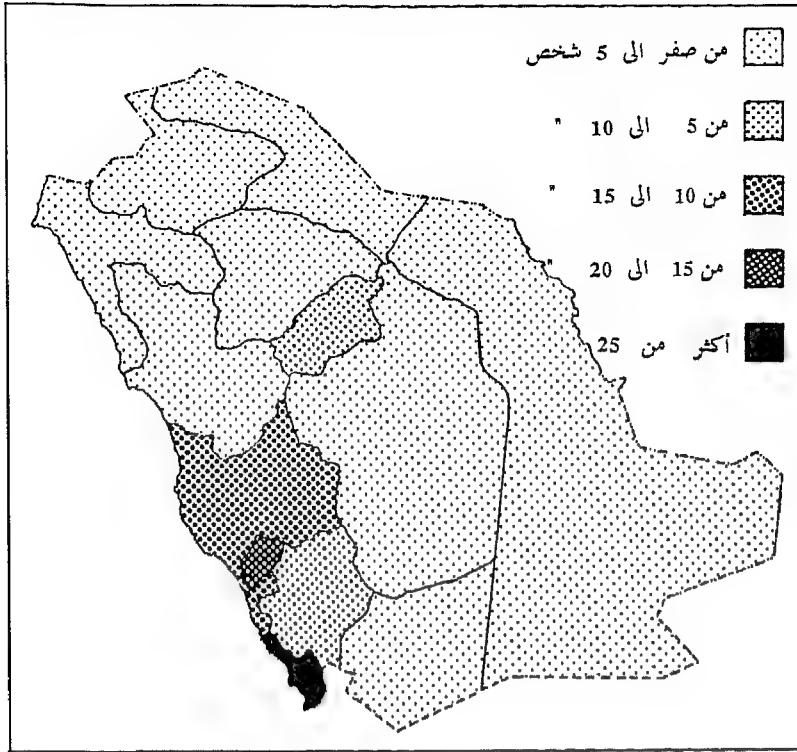 من صفر الى 5 شخص
من 5 الى 10 "
من 10 الى 15 "
من 15 الى 20 "
أكثر من 25